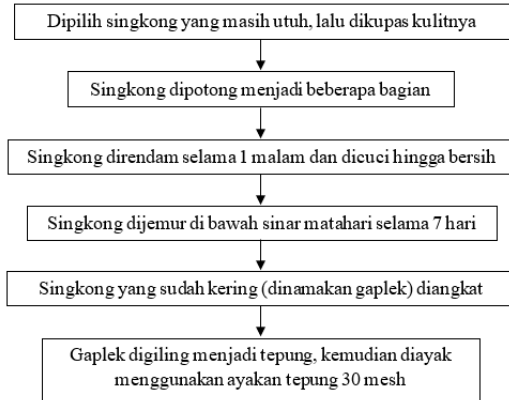 Dipilih singkong yang masih utuh, lalu dikupas kulitnya
Singkong dipotong menjadi beberapa bagian
Singkong direndam selama 1 malam dan dicuci hingga bersih
Singkong dijemur di bawah sinar matahari selama 7 hari
Singkong yang sudah kering (dinamakan gaplek) diangkat
Gaplek digiling menjadi tepung, kemudian diayak
menggunakan ayakan tepung 30 mesh